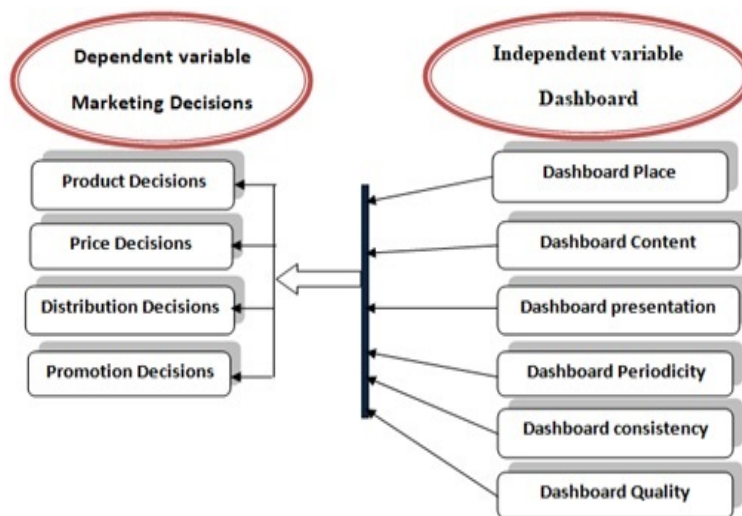 Dependent variable
Marketing Decisions
Product Decisions
Price Decisions
Distribution Decisions
Promotion Decisions
Independent variable
Dashboard
Dashboard Place
Dashboard Content
Dashboard presentation
Dashboard Periodicity
Dashboard consistency
Dashboard Quality